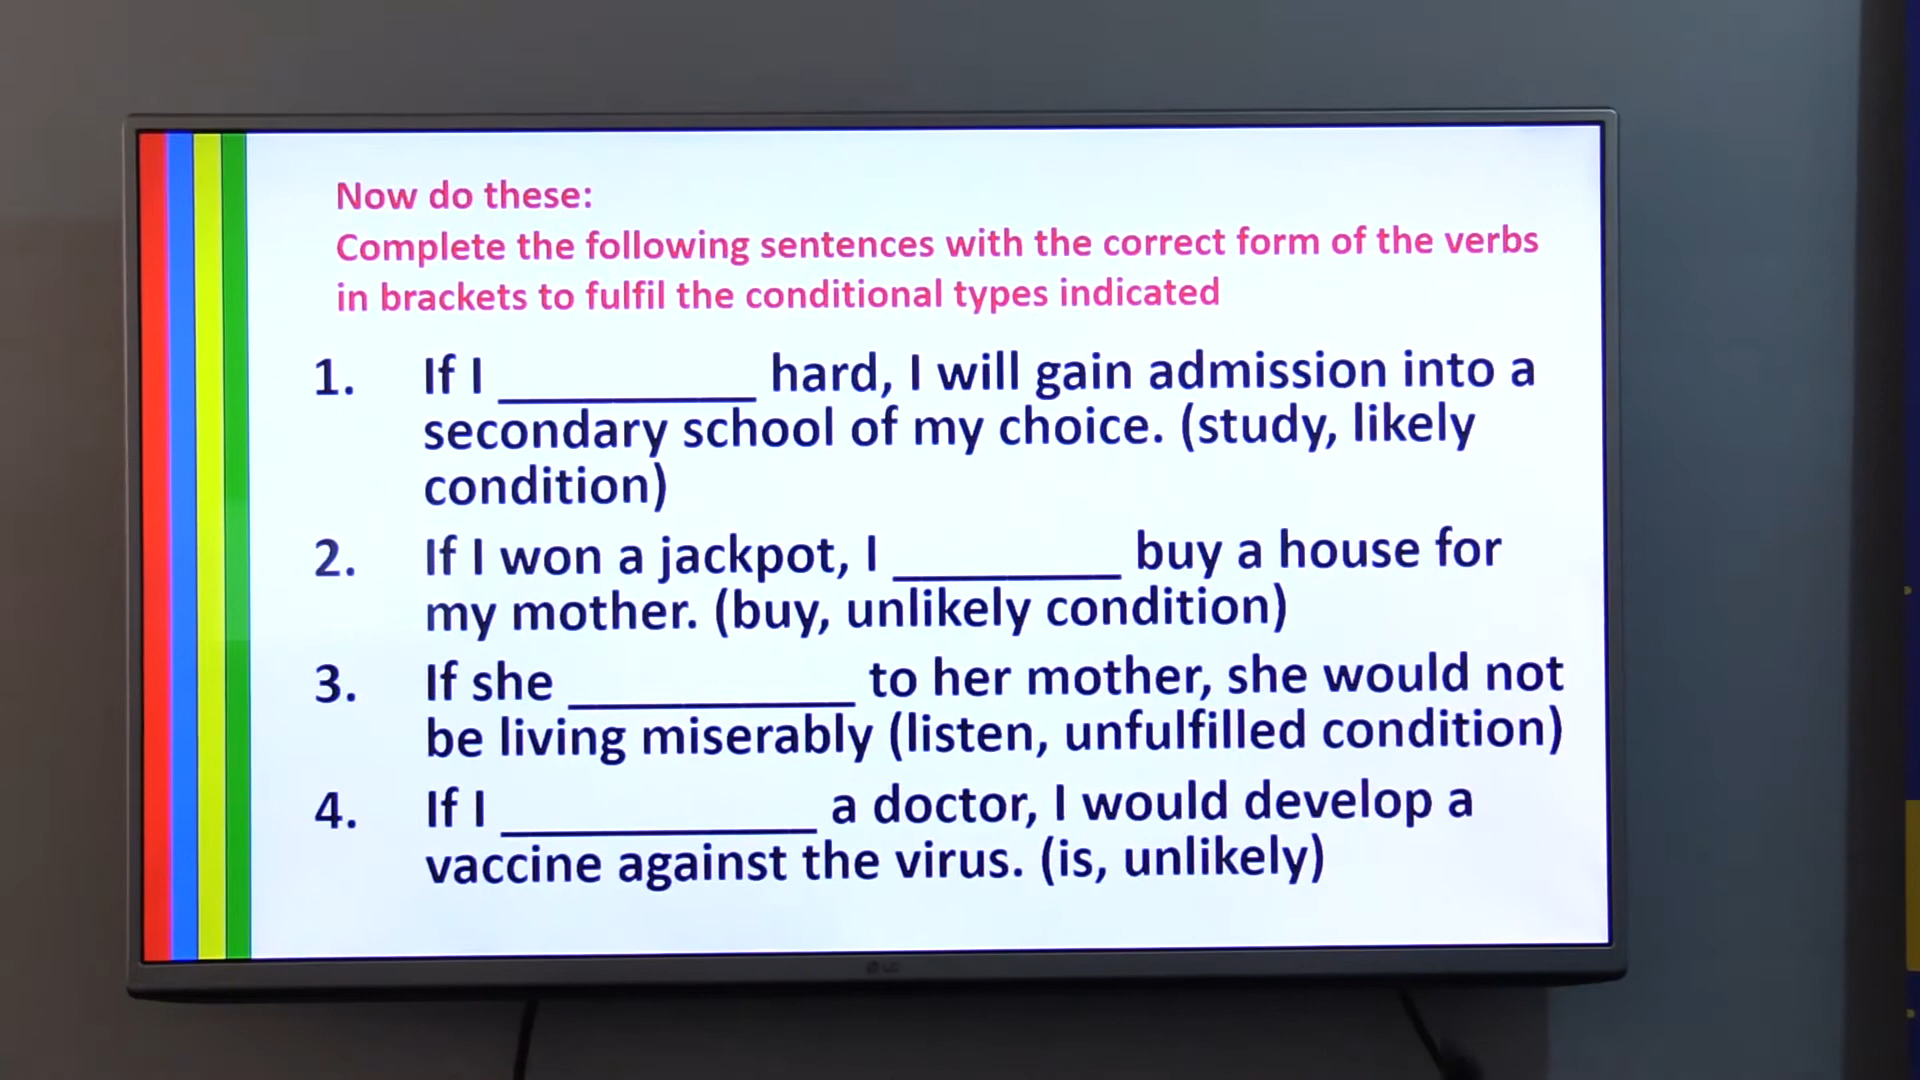 Now do these:
Complete the following sentences with the correct form of the verbs
in brackets to fulfil the conditional types indicated
1. If I __________ hard, I will gain admission into a
secondary school of my choice. (study, likely
condition)
2. If I won a jackpot, I ________ buy a house for
my mother. (buy, unlikely condition)
3. If she __________ to her mother, she would not
be living miserably (listen, unfulfilled condition)
4. If I ___________ a doctor, I would develop a
vaccine against the virus. (is, unlikely)
LG